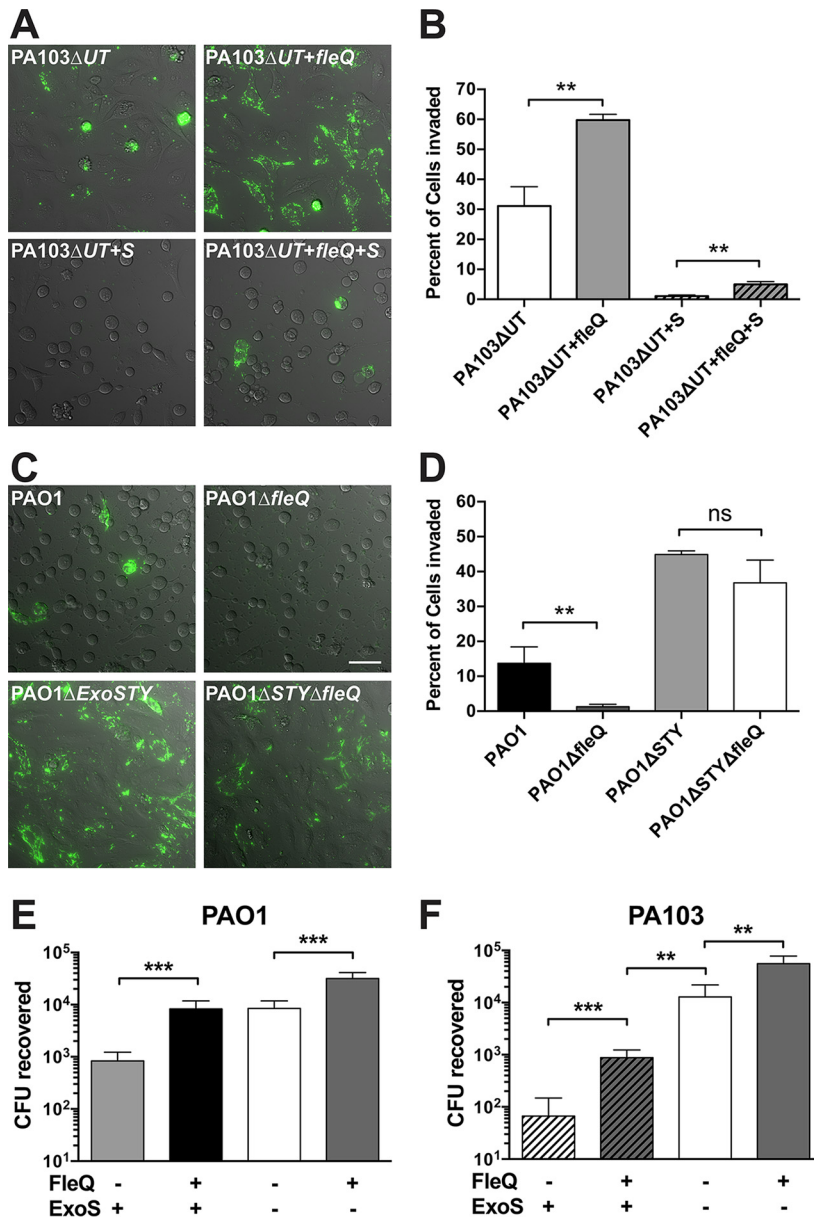 A
PA103ΔUT
PA103ΔUT+fleQ
PA103ΔUT+S
PA103ΔUT+fleQ+S
B
Percent of Cells invaded
70
60
50
40
30
20
10
0
**
**
PA103ΔUT
PA103ΔUT+fleQ
PA103ΔUT+S
PA103ΔUT+fleQ+S
C
PAO1
PAO1ΔfleQ
PAO1ΔExoSTY
PAO1ΔSTYΔfleQ
D
Percent of Cells invaded
60
50
40
30
20
10
0
**
ns
PAO1
PAO1ΔfleQ
PAO1ΔSTY
PAO1ΔSTYΔfleQ
E
PAO1
CFU recovered
10⁵
10⁴
10³
10²
10¹
***
***
FleQ - + - +
ExoS + + - -
F
PA103
CFU recovered
10⁵
10⁴
10³
10²
10¹
***
**
**
FleQ - + - +
ExoS + + - -